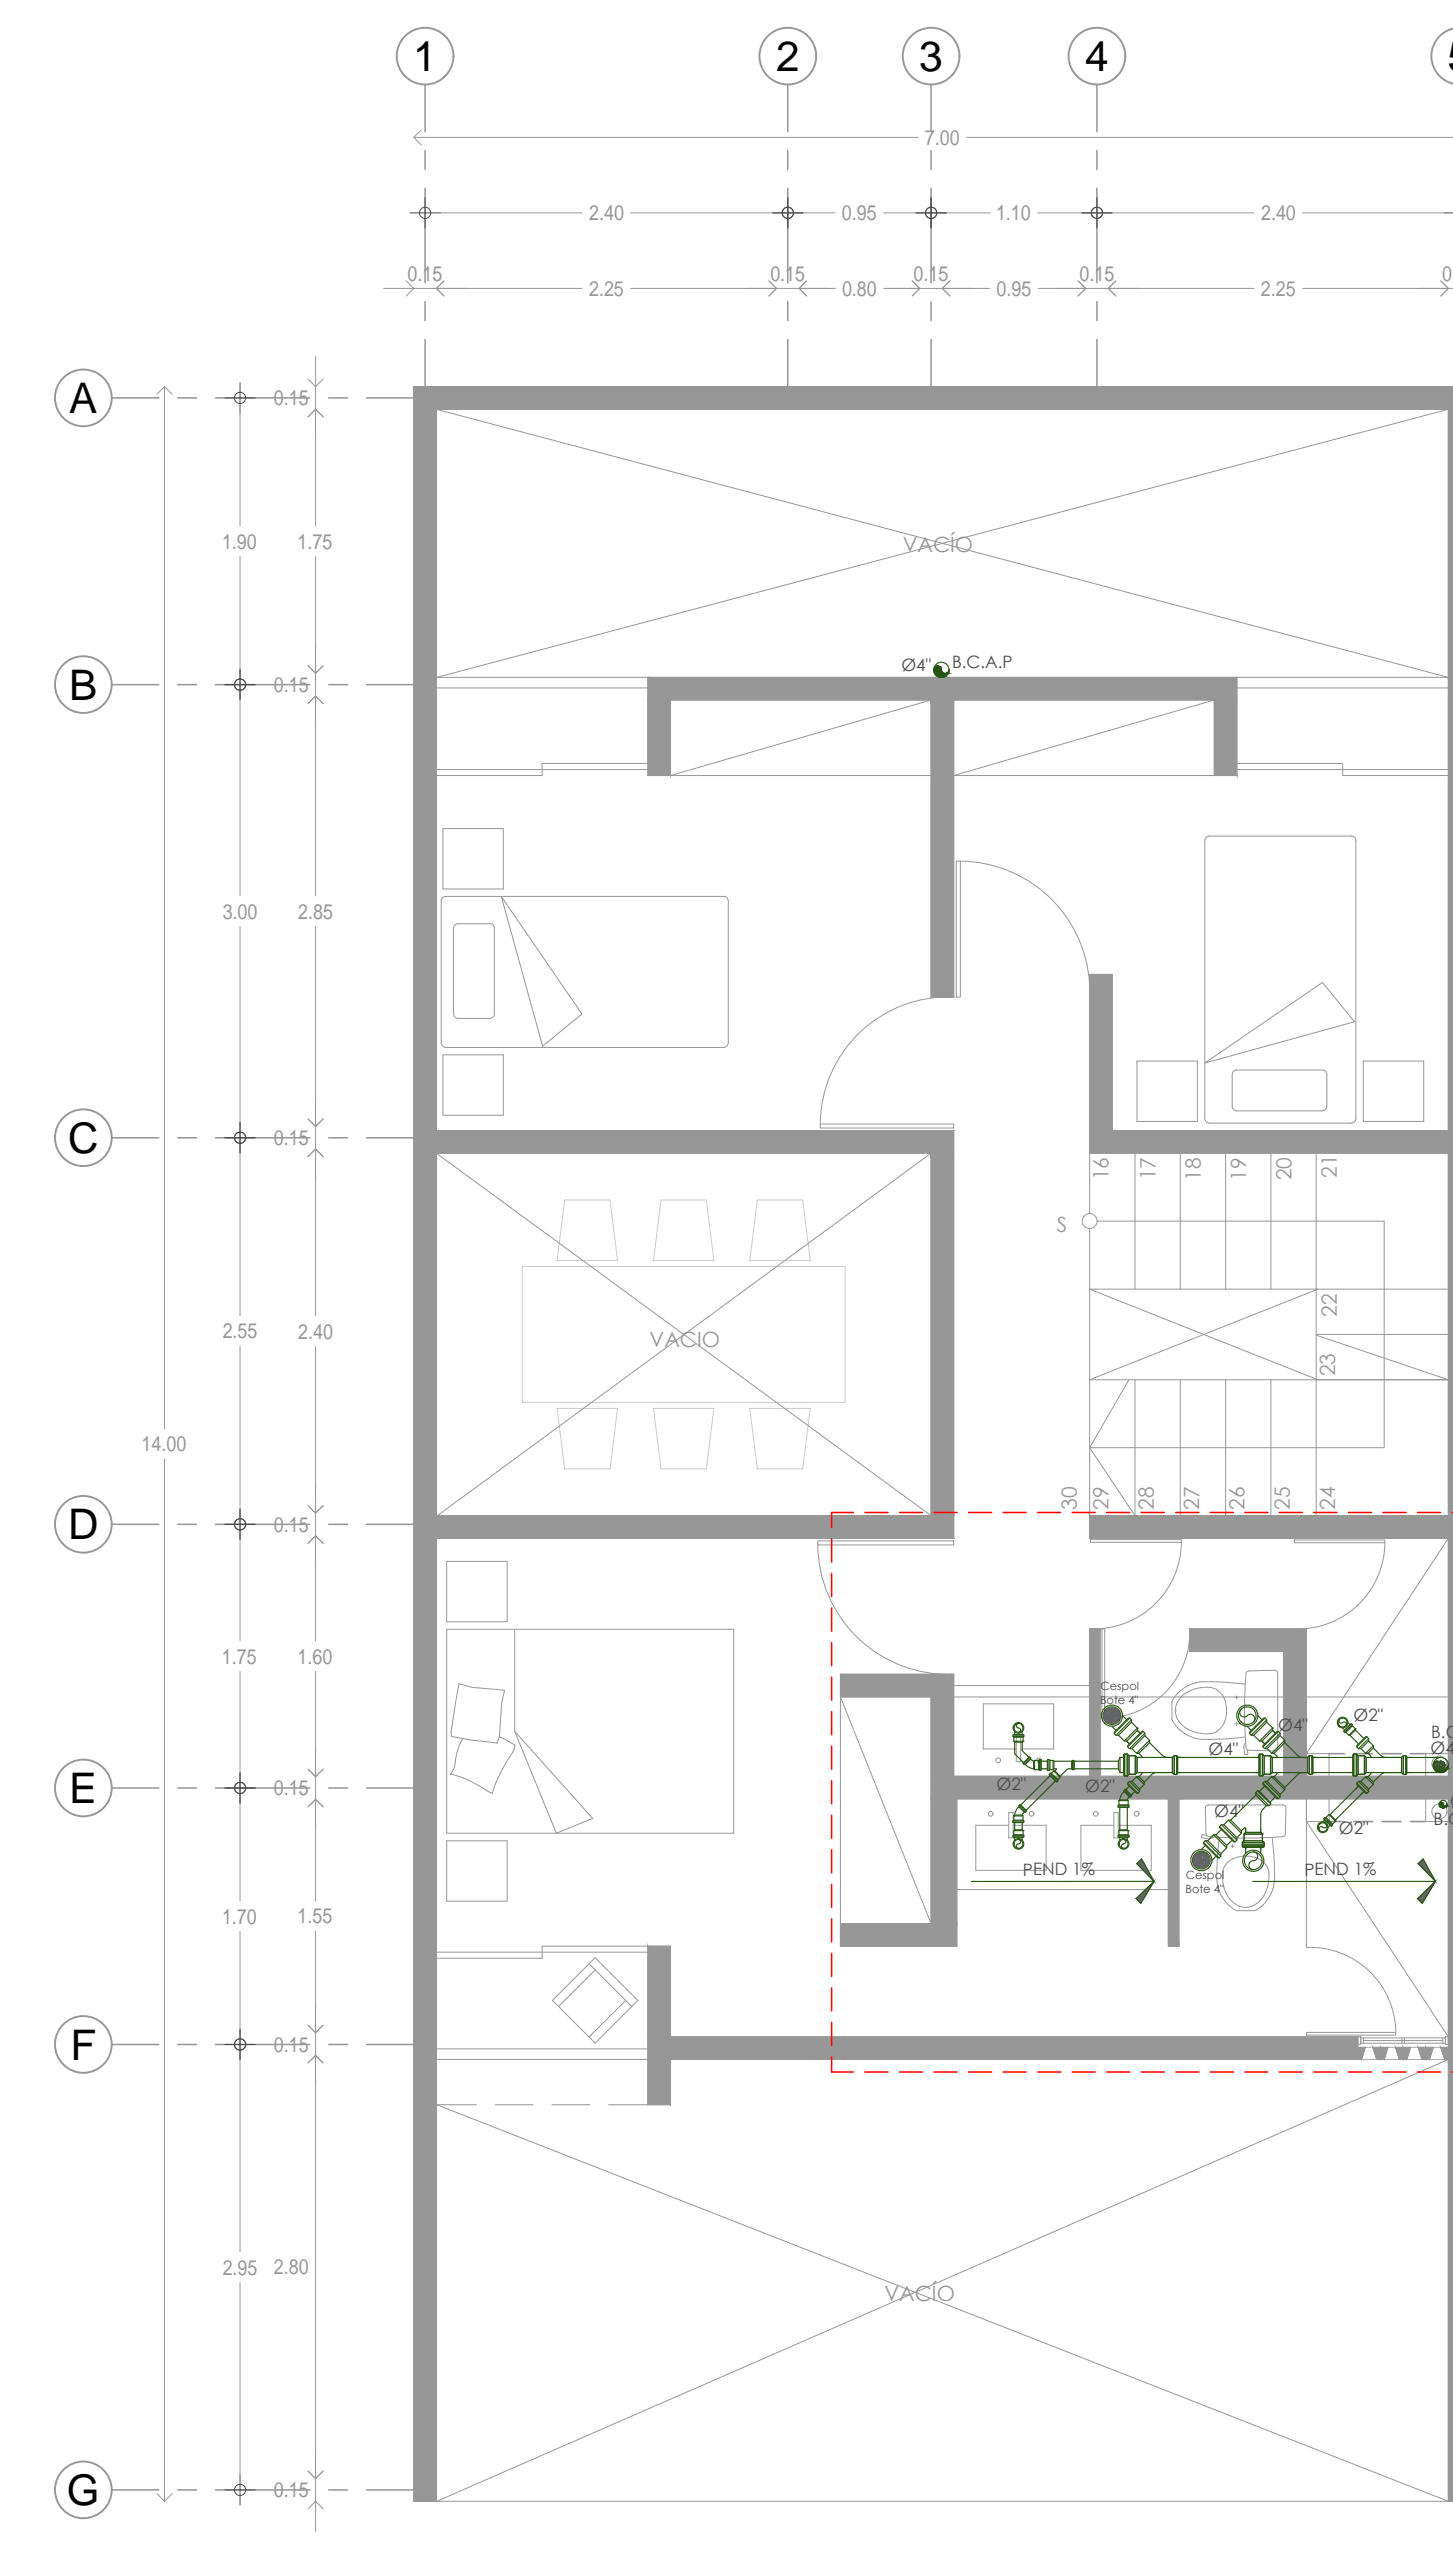 1 2 3 4
7.00
2.40 0.95 1.10 2.40
0.15 0.15 0.15 0.15
2.25 0.80 0.95 2.25
A 0.15
1.90 1.75
VACÍO
Ø4" B.C.A.P
B 0.15
3.00 2.85
C 0.15
16 17 18 19 20 21
S
22
2.55 2.40
VACIO
23
14.00
30 29 28 27 26 25 24
D 0.15
1.75 1.60
Cespol
Bote 4"
Ø2"
Ø4"
Ø4"
E 0.15
Ø2" Ø2"
Ø4"
Ø2"
PEND 1% PEND 1%
Cespol
Bote 4"
1.70 1.55
F 0.15
2.95 2.80
VACÍO
G 0.15